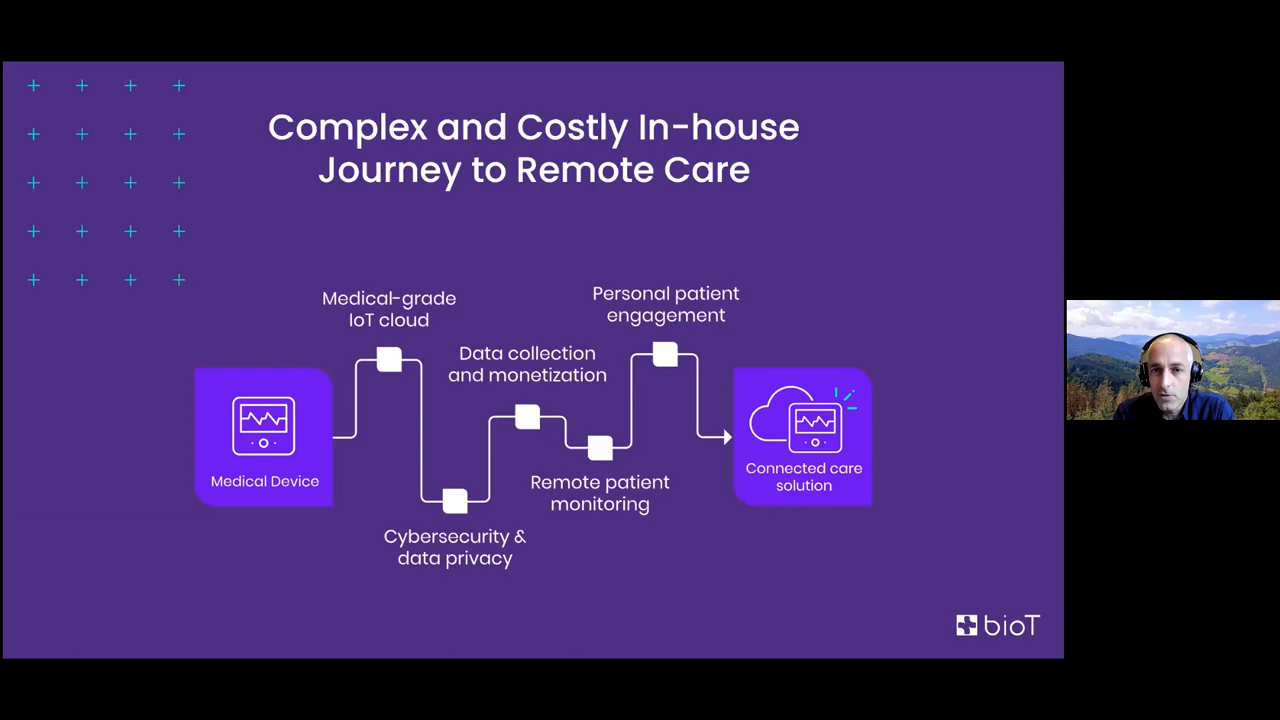 Complex and Costly In-house
Journey to Remote Care
Medical-grade
IoT cloud
Personal patient
engagement
Data collection
and monetization
Medical Device
Connected care
solution
Remote patient
monitoring
Cybersecurity &
data privacy
bioT